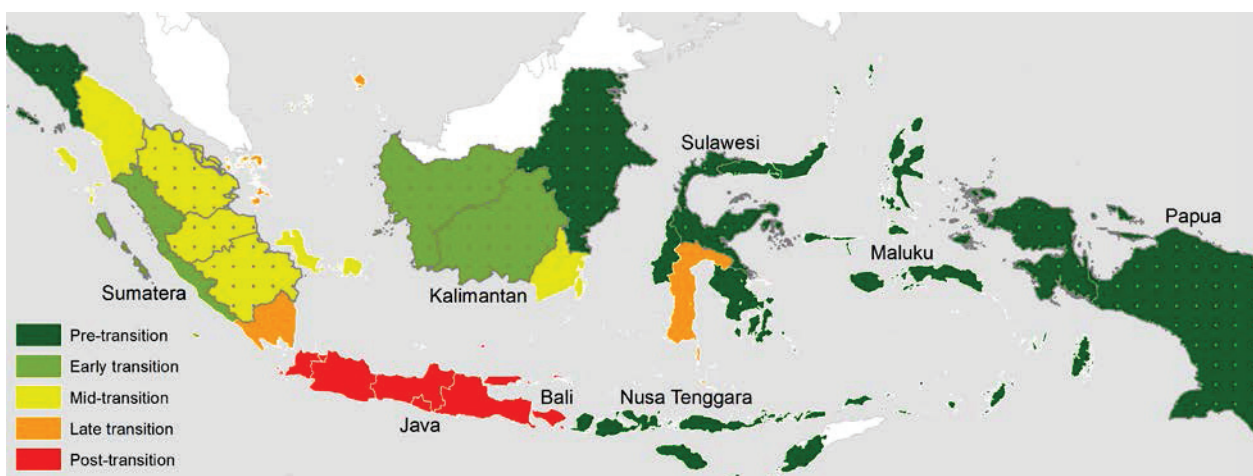 Sulawesi
Papua
Maluku
Sumatera
Kalimantan
Pre-transition
Early transition
Mid-transition
Late transition
Post-transition
Bali
Nusa Tenggara
Java